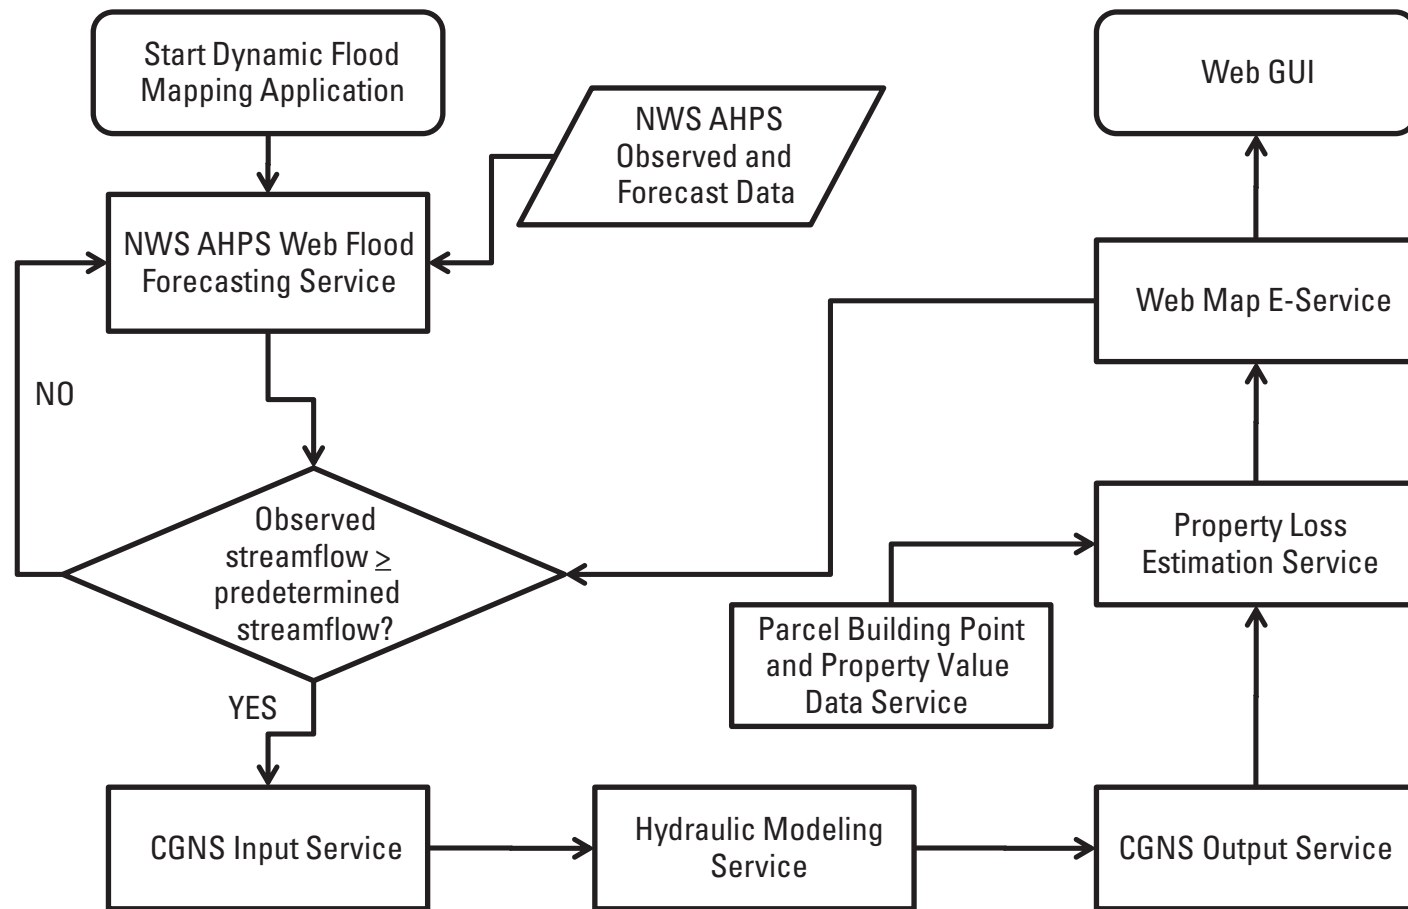 Start Dynamic Flood
Mapping Application
NWS AHPS
Observed and
Forecast Data
Web GUI
NWS AHPS Web Flood
Forecasting Service
Web Map E-Service
NO
Observed
streamflow ≥
predetermined
streamflow?
Property Loss
Estimation Service
Parcel Building Point
and Property Value
Data Service
YES
CGNS Input Service
Hydraulic Modeling
Service
CGNS Output Service